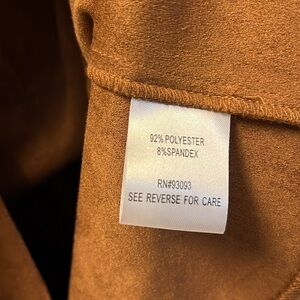 92% POLYESTER
8%SPANDEX
RN#93093
SEE REVERSE FOR CARE